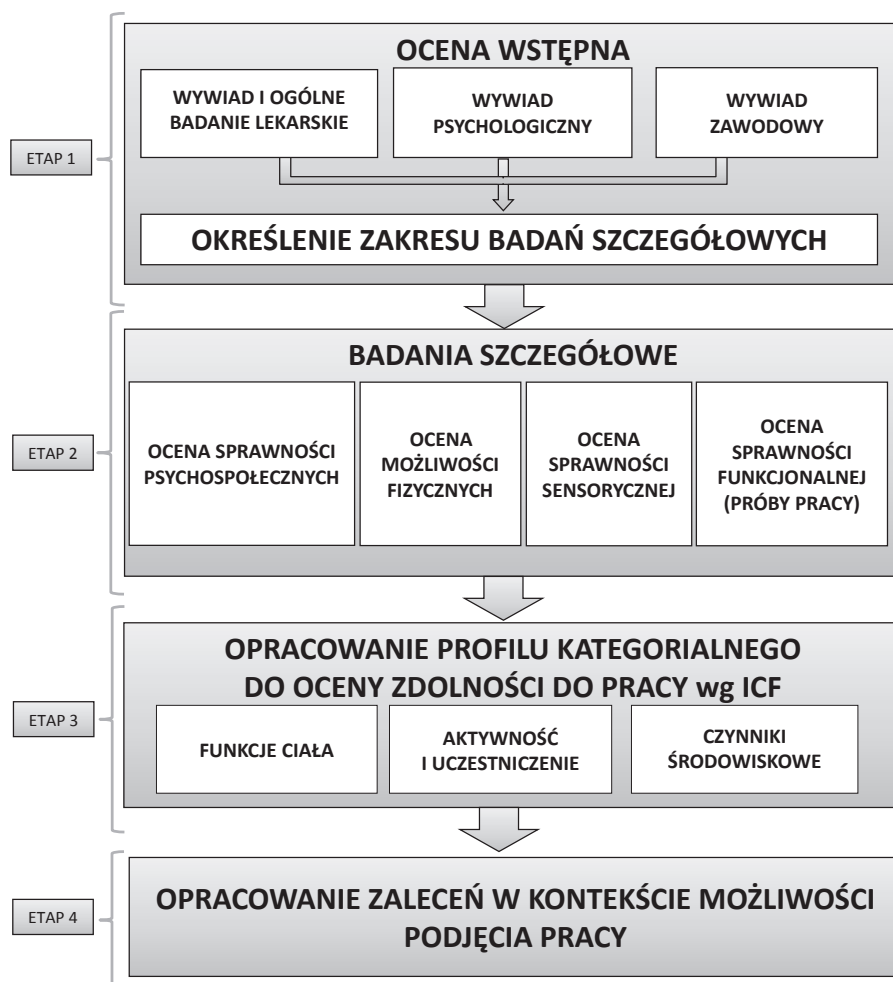 OCENA WSTĘPNA
WYWIAD I OGÓLNE
BADANIE LEKARSKIE
WYWIAD
PSYCHOLOGICZNY
WYWIAD
ZAWODOWY
ETAP 1
OKREŚLENIE ZAKRESU BADAŃ SZCZEGÓŁOWYCH
BADANIA SZCZEGÓŁOWE
ETAP 2
OCENA SPRAWNOŚCI
PSYCHOSPOŁECZNYCH
OCENA
MOŻLIWOŚCI
FIZYCZNYCH
OCENA
SPRAWNOŚCI
SENSORYCZNEJ
OCENA
SPRAWNOŚCI
FUNKCJONALNEJ
(PRÓBY PRACY)
OPRACOWANIE PROFILU KATEGORIALNEGO
DO OCENY ZDOLNOŚCI DO PRACY wg ICF
ETAP 3
FUNKCJE CIAŁA
AKTYWNOŚĆ
I UCZESTNICZENIE
CZYNNIKI
ŚRODOWISKOWE
ETAP 4
OPRACOWANIE ZALECEŃ W KONTEKŚCIE MOŻLIWOŚCI
PODJĘCIA PRACY